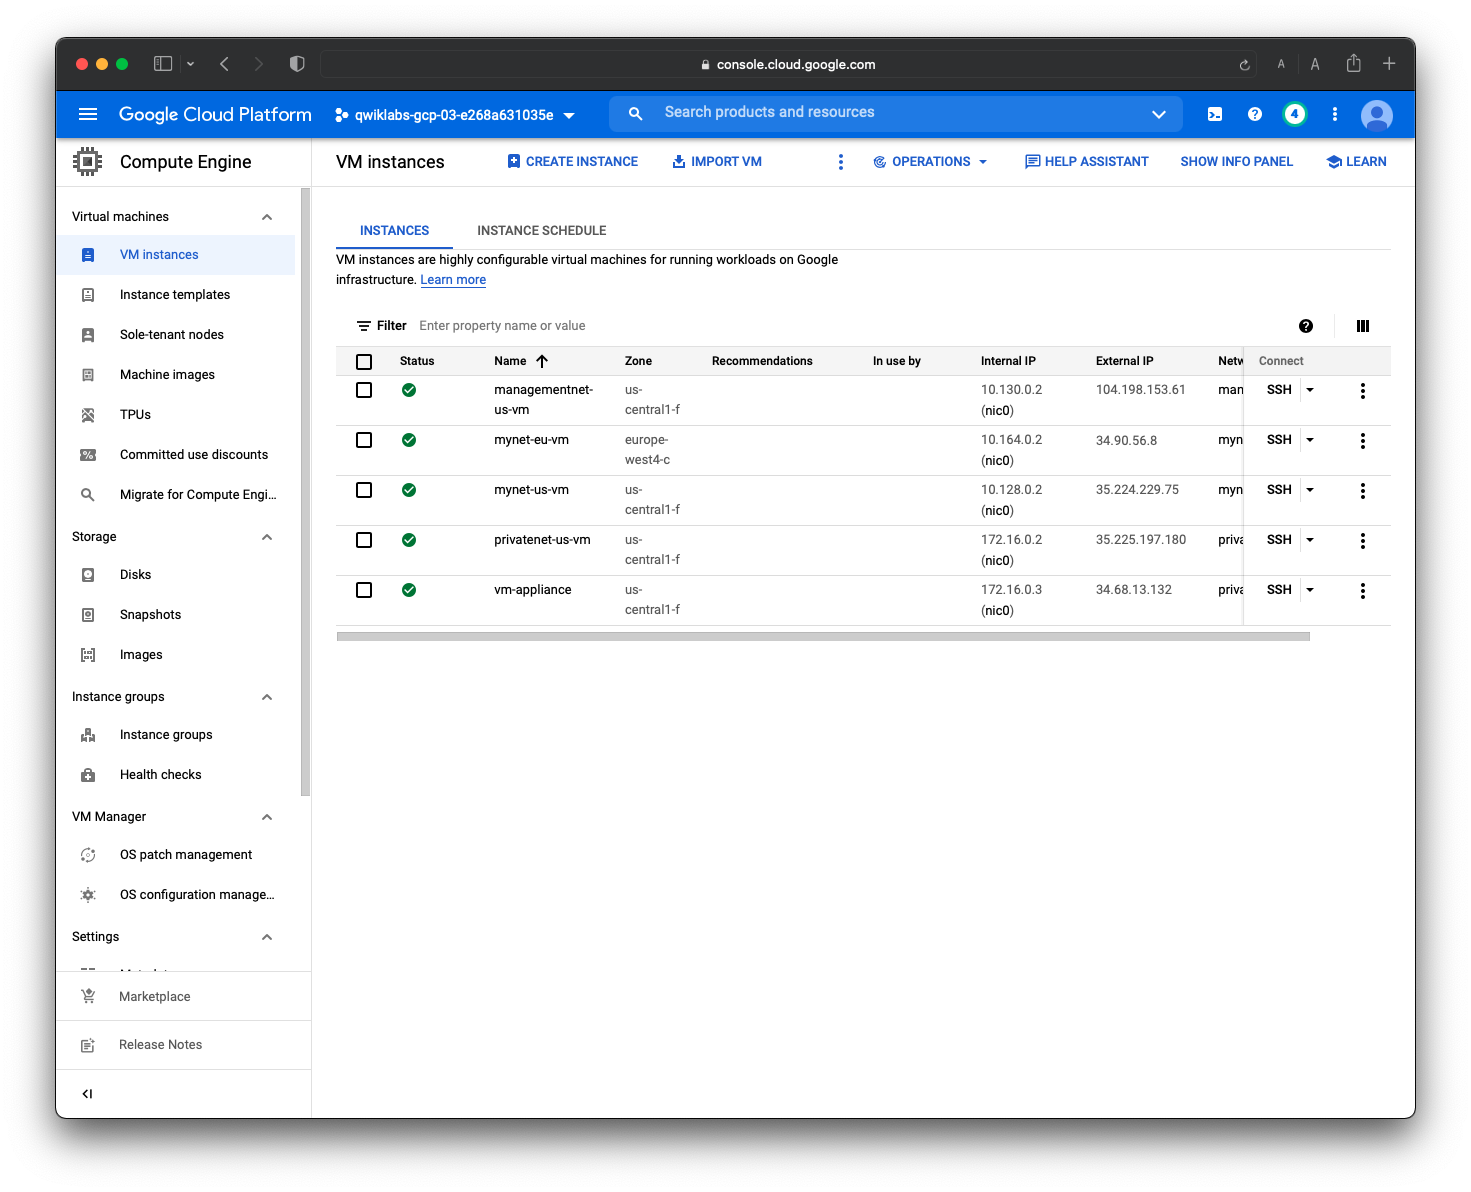 console.cloud.google.com
A
A
Google Cloud Platform
qwiklabs-gcp-03-e268a631035e
Search products and resources
4
Compute Engine
VM instances
CREATE INSTANCE
IMPORT VM
OPERATIONS
HELP ASSISTANT
SHOW INFO PANEL
LEARN
Virtual machines
VM instances
Instance templates
Sole-tenant nodes
Machine images
TPUs
Committed use discounts
Migrate for Compute Engi...
Storage
Disks
Snapshots
Images
Instance groups
Instance groups
Health checks
VM Manager
OS patch management
OS configuration manage...
Settings
Marketplace
Release Notes
INSTANCES
INSTANCE SCHEDULE
VM instances are highly configurable virtual machines for running workloads on Google
infrastructure. Learn more
Filter Enter property name or value
Status Name Zone Recommendations In use by Internal IP External IP Netw Connect
managementnet- us- 10.130.0.2 104.198.153.61 man SSH
us-vm central1-f (nic0)
mynet-eu-vm europe- 10.164.0.2 34.90.56.8 myn SSH
west4-c (nic0)
mynet-us-vm us- 10.128.0.2 35.224.229.75 myn SSH
central1-f (nic0)
privatenet-us-vm us- 172.16.0.2 35.225.197.180 priva SSH
central1-f (nic0)
vm-appliance us- 172.16.0.3 34.68.13.132 priva SSH
central1-f (nic0)